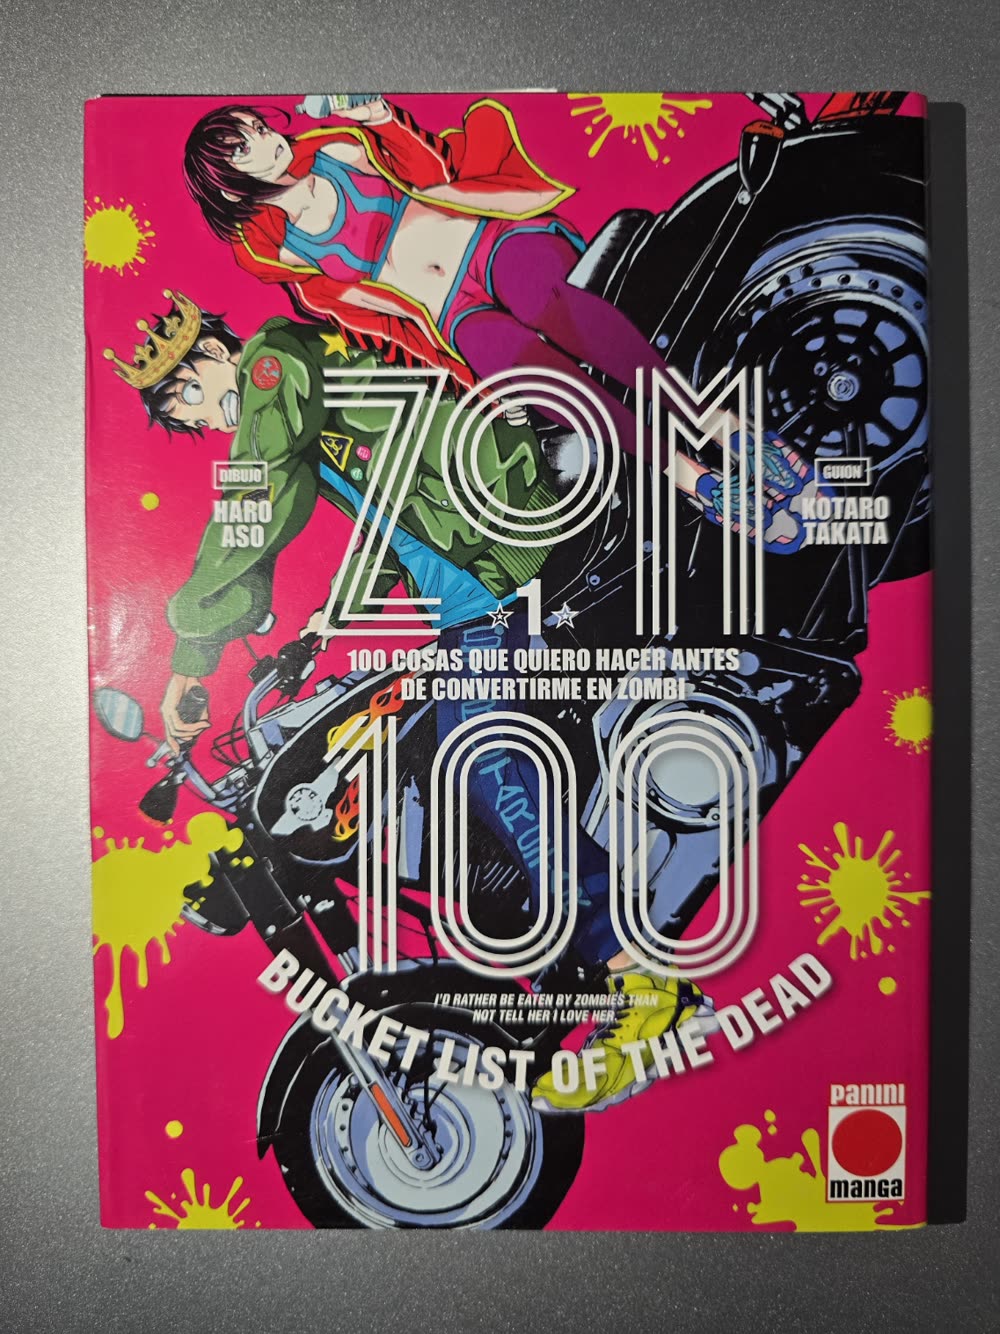 DIBUJO
HARO
ASO
GUION
KOTARO
TAKATA
ZOM
1
100 COSAS QUE QUIERO HACER ANTES
DE CONVERTIRME EN ZOMBI
100
I'D RATHER BE EATEN BY ZOMBIES THAN
NOT TELL HER I LOVE HER.
BUCKET LIST OF THE DEAD
PANINI
MANGA